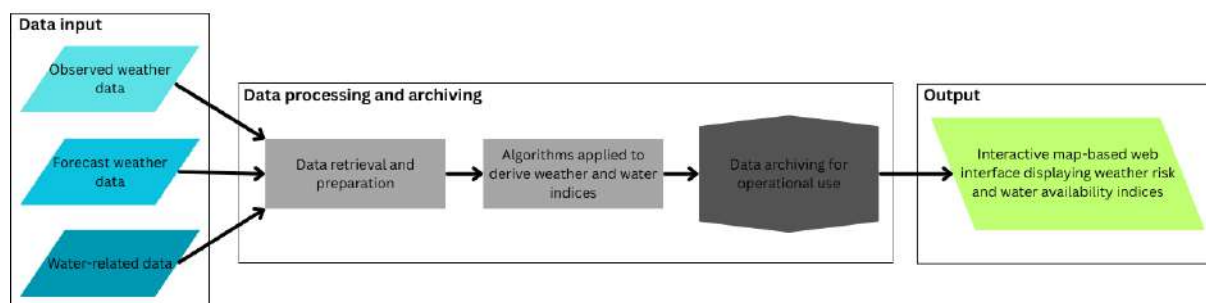 Data input
Observed weather
data
Forecast weather
data
Water-related data
Data processing and archiving
Data retrieval and
preparation
Algorithms applied to
derive weather and water
indices
Data archiving for
operational use
Output
Interactive map-based web
interface displaying weather risk
and water availability indices